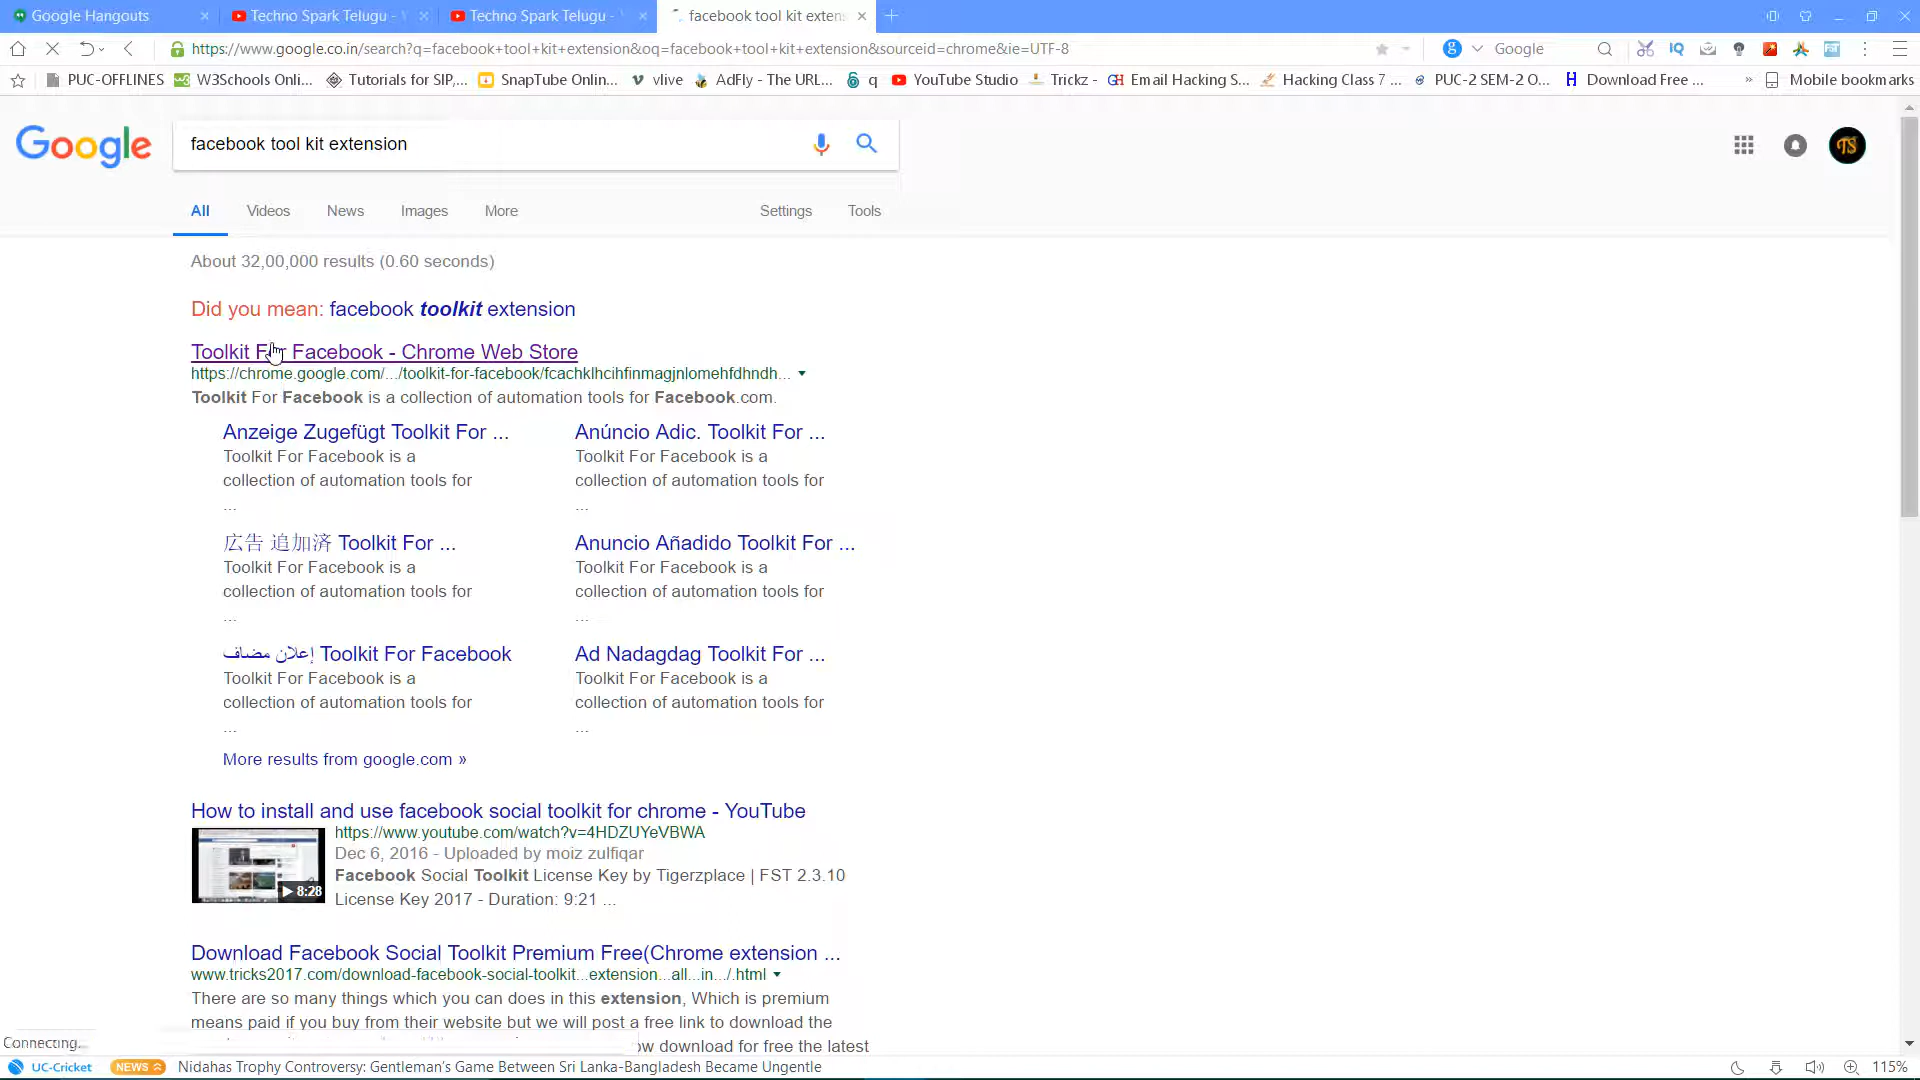 Google Hangouts
Techno Spark Telugu -
Techno Spark Telugu -
facebook tool kit exten
https://www.google.co.in/search?q=facebook+tool+kit+extension&oq=facebook+tool+kit+extension&sourceid=chrome&ie=UTF-8
Google
IQ
FST
PUC-OFFLINES
W3Schools Onli...
Tutorials for SIP,...
SnapTube Onlin...
vlive
AdFly - The URL...
q
YouTube Studio
Trickz -
Email Hacking S...
Hacking Class 7 ...
PUC-2 SEM-2 O...
Download Free ...
»
Mobile bookmarks
Google
facebook tool kit extension
TS
All
Videos
News
Images
More
Settings
Tools
About 32,00,000 results (0.60 seconds)
Did you mean: facebook toolkit extension
Toolkit For Facebook - Chrome Web Store
https://chrome.google.com/.../toolkit-for-facebook/fcachklhcihfinmagjnlomehfdhndh...
Toolkit For Facebook is a collection of automation tools for Facebook.com.
Anzeige Zugefügt Toolkit For ...
Toolkit For Facebook is a
collection of automation tools for
...
Anúncio Adic. Toolkit For ...
Toolkit For Facebook is a
collection of automation tools for
...
広告 追加済 Toolkit For ...
Toolkit For Facebook is a
collection of automation tools for
...
Anuncio Añadido Toolkit For ...
Toolkit For Facebook is a
collection of automation tools for
...
إعلان مضاف Toolkit For Facebook
Toolkit For Facebook is a
collection of automation tools for
...
Ad Nadagdag Toolkit For ...
Toolkit For Facebook is a
collection of automation tools for
...
More results from google.com »
How to install and use facebook social toolkit for chrome - YouTube
8:28
https://www.youtube.com/watch?v=4HDZUYeVBWA
Dec 6, 2016 - Uploaded by moiz zulfiqar
Facebook Social Toolkit License Key by Tigerzplace | FST 2.3.10
License Key 2017 - Duration: 9:21 ...
Download Facebook Social Toolkit Premium Free(Chrome extension ...
www.tricks2017.com/download-facebook-social-toolkit...extension...all...in.../.html
There are so many things which you can does in this extension, Which is premium
means paid if you buy from their website but we will post a free link to download the
ow download for free the latest
Connecting...
UC-Cricket
NEWS
Nidahas Trophy Controversy: Gentleman's Game Between Sri Lanka-Bangladesh Became Ungentle
115%